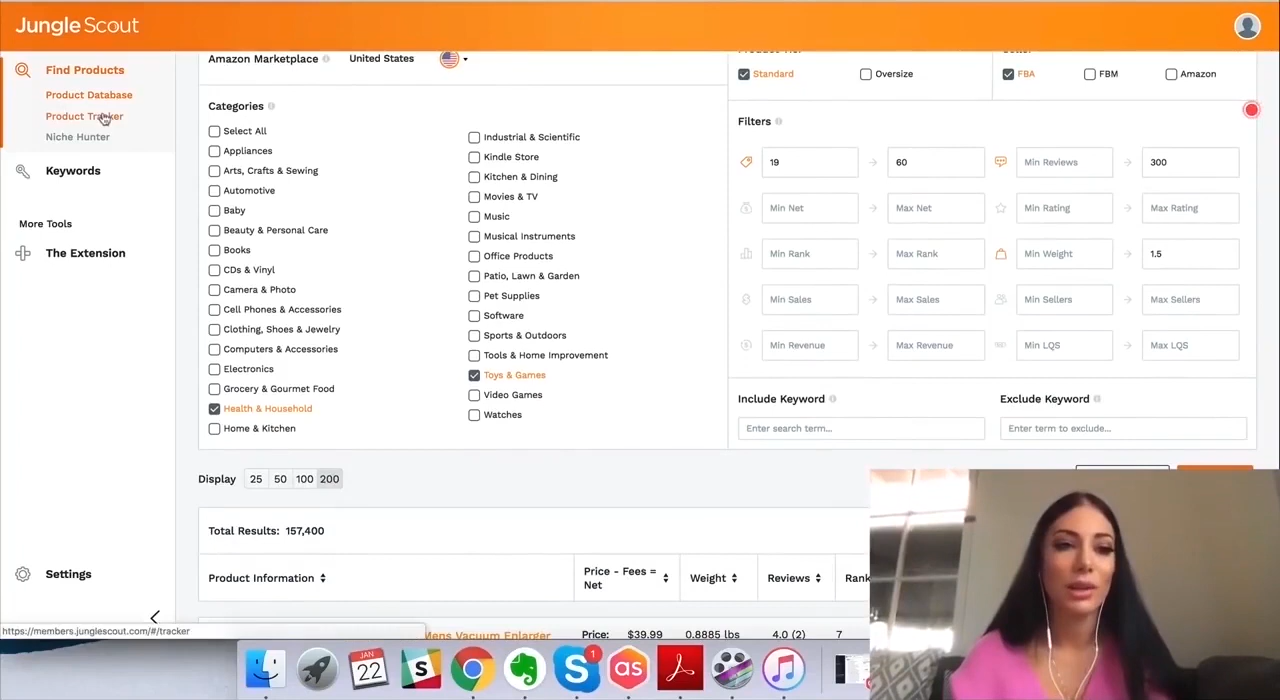 Jungle Scout
Find Products
Product Database
Product Tracker
Niche Hunter
Keywords
More Tools
The Extension
Settings
https://members.junglescout.com/#/tracker
Amazon Marketplace
United States
Categories
Select All
Appliances
Arts, Crafts & Sewing
Automotive
Baby
Beauty & Personal Care
Books
CDs & Vinyl
Camera & Photo
Cell Phones & Accessories
Clothing, Shoes & Jewelry
Computers & Accessories
Electronics
Grocery & Gourmet Food
Health & Household
Home & Kitchen
Industrial & Scientific
Kindle Store
Kitchen & Dining
Movies & TV
Music
Musical Instruments
Office Products
Patio, Lawn & Garden
Pet Supplies
Software
Sports & Outdoors
Tools & Home Improvement
Toys & Games
Video Games
Watches
Standard
Oversize
FBA
FBM
Amazon
Filters
19 60 Min Reviews 300
Min Net Max Net Min Rating Max Rating
Min Rank Max Rank Min Weight 1.5
Min Sales Max Sales Min Sellers Max Sellers
Min Revenue Max Revenue Min LQS Max LQS
Include Keyword
Enter search term...
Exclude Keyword
Enter term to exclude...
Display 25 50 100 200
Total Results: 157,400
Product Information
Price - Fees =
Net
Weight
Reviews
Rank
Mens Vacuum Enlarger
Price: $39.99
0.8885 lbs
4.0 (2)
7
JAN
22
S
S
1
as